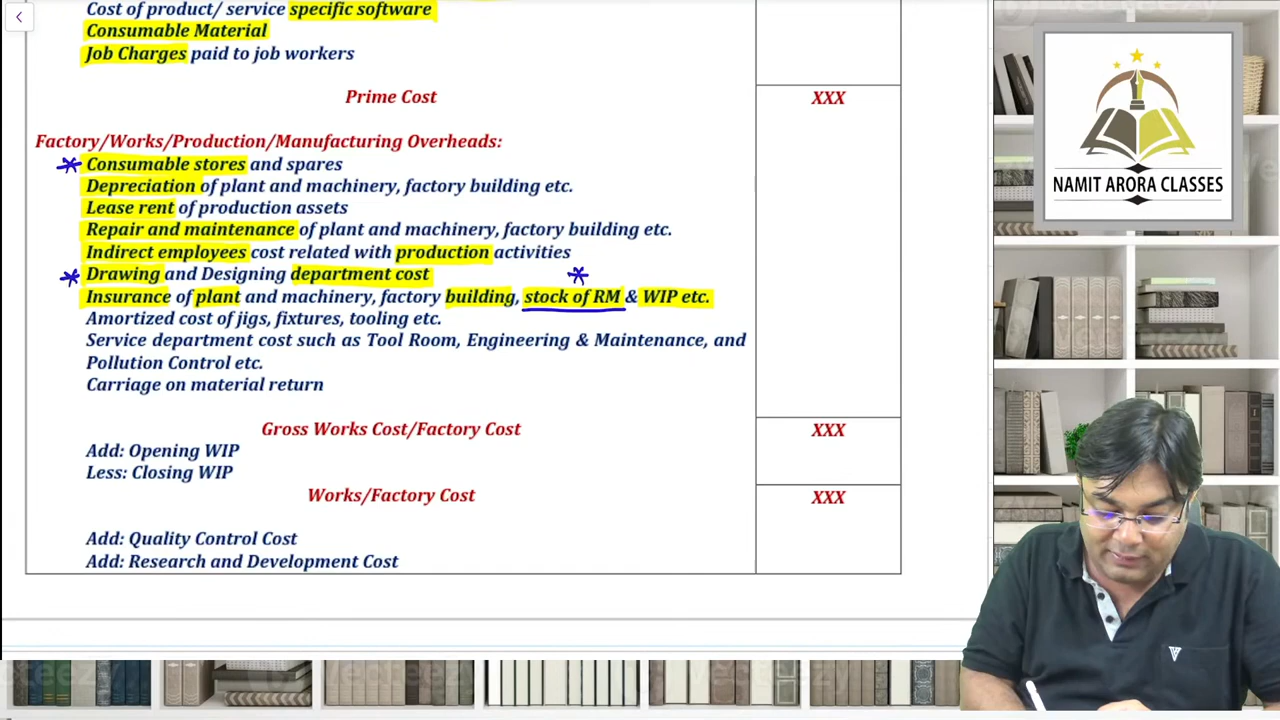 Cost of product/ service specific software
Consumable Material
Job Charges paid to job workers
Prime Cost
XXX
Factory/Works/Production/Manufacturing Overheads:
Consumable stores and spares
Depreciation of plant and machinery, factory building etc.
Lease rent of production assets
Repair and maintenance of plant and machinery, factory building etc.
Indirect employees cost related with production activities
Drawing and Designing department cost
Insurance of plant and machinery, factory building, stock of RM & WIP etc.
Amortized cost of jigs, fixtures, tooling etc.
Service department cost such as Tool Room, Engineering & Maintenance, and
Pollution Control etc.
Carriage on material return
Gross Works Cost/Factory Cost
XXX
Add: Opening WIP
Less: Closing WIP
Works/Factory Cost
XXX
Add: Quality Control Cost
Add: Research and Development Cost
NAMIT ARORA CLASSES